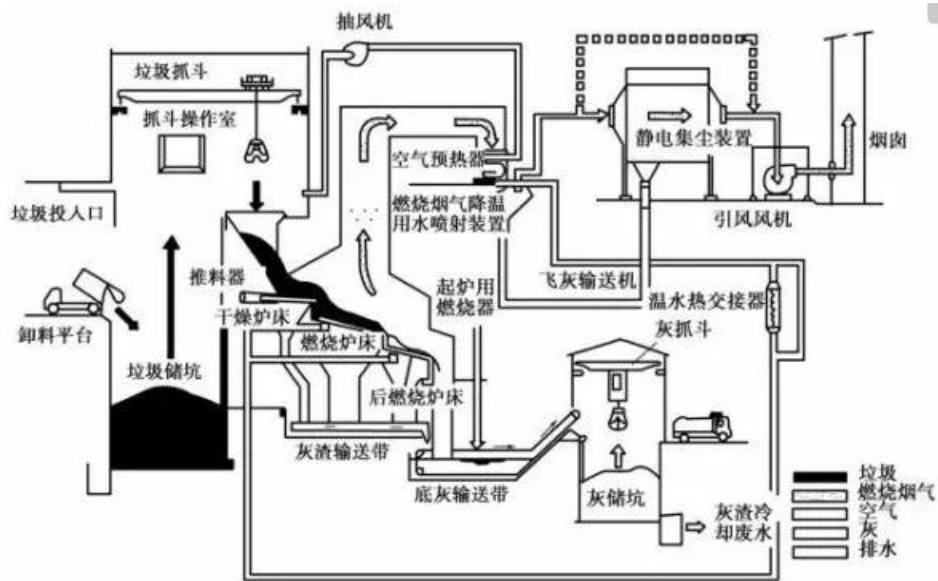 抽风机
垃圾抓斗
抓斗操作室
静电集尘装置
烟囱
空气预热器
垃圾投入口
燃烧烟气降温
用水喷射装置
引风风机
推料器
飞灰输送机
起炉用
燃烧器
温水热交接器
干燥炉床
灰抓斗
卸料平台
燃烧炉床
垃圾储坑
后燃烧炉床
灰渣输送带
底灰输送带
灰储坑
灰渣冷
却废水
垃圾
燃烧烟气
空气
灰
排水